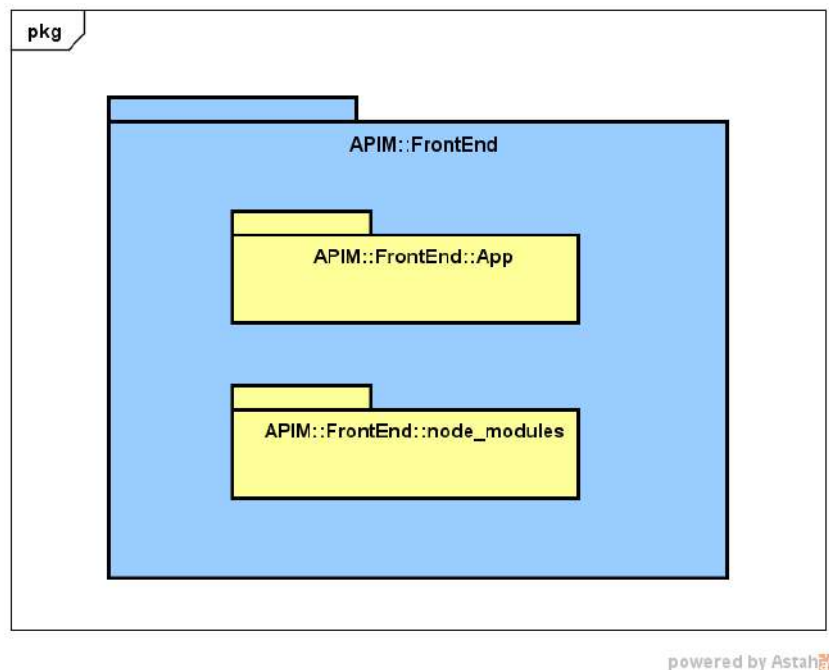 pkg
APIM::FrontEnd
APIM::FrontEnd::App
APIM::FrontEnd::node_modules
powered by Astah